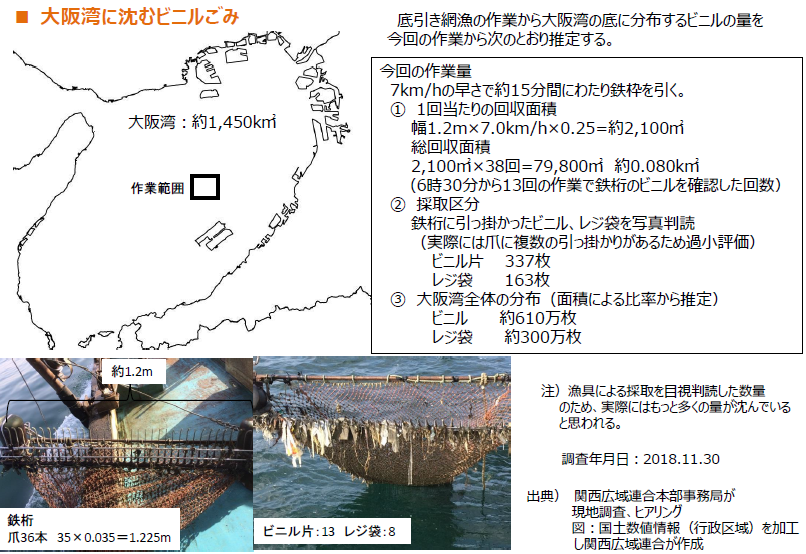 ■ 大阪湾に沈むビニルごみ
底引き網漁の作業から大阪湾の底に分布するビニルの量を
今回の作業から次のとおり推定する。
大阪湾：約1,450k㎡
作業範囲
今回の作業量
7km/hの早さで約15分間にわたり鉄枠を引く。
① 1回当たりの回収面積
幅1.2m×7.0km/h×0.25=約2,100㎡
総回収面積
2,100㎡×38回=79,800㎡ 約0.080k㎡
（6時30分から13回の作業で鉄桁のビニルを確認した回数）
② 採取区分
鉄桁に引っ掛かったビニル、レジ袋を写真判読
（実際には爪に複数の引っ掛かりがあるため過小評価）
ビニル片 337枚
レジ袋 163枚
③ 大阪湾全体の分布（面積による比率から推定）
ビニル 約610万枚
レジ袋 約300万枚
約1.2m
鉄桁
爪36本 35×0.035＝1.225m
ビニル片：13 レジ袋：8
注）漁具による採取を目視判読した数量
のため、実際にはもっと多くの量が沈んでいる
と思われる。
調査年月日：2018.11.30
出典） 関西広域連合本部事務局が
現地調査、ヒアリング
図：国土数値情報（行政区域）を加工
し関西広域連合が作成